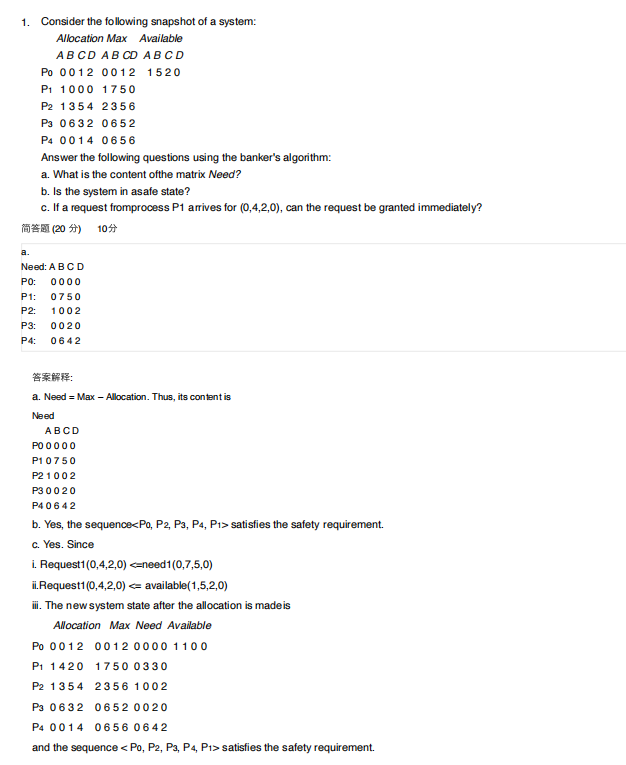 1. Consider the following snapshot of a system:
Allocation Max Available
A B C D A B CD A B C D
P0 0 0 1 2 0 0 1 2 1 5 2 0
P1 1 0 0 0 1 7 5 0
P2 1 3 5 4 2 3 5 6
P3 0 6 3 2 0 6 5 2
P4 0 0 1 4 0 6 5 6
Answer the following questions using the banker's algorithm:
a. What is the content ofthe matrix Need?
b. Is the system in asafe state?
c. If a request fromprocess P1 arrives for (0,4,2,0), can the request be granted immediately?
简答题 (20 分) 10分
a.
Need: A B C D
P0: 0 0 0 0
P1: 0 7 5 0
P2: 1 0 0 2
P3: 0 0 2 0
P4: 0 6 4 2
答案解释:
a. Need = Max – Allocation. Thus, its content is
Need
A B C D
P0 0 0 0 0
P1 0 7 5 0
P2 1 0 0 2
P3 0 0 2 0
P4 0 6 4 2
b. Yes, the sequence<P0, P2, P3, P4, P1> satisfies the safety requirement.
c. Yes. Since
i. Request1(0,4,2,0) <=need1(0,7,5,0)
ii.Request1(0,4,2,0) <= available(1,5,2,0)
iii. The new system state after the allocation is madeis
Allocation Max Need Available
P0 0 0 1 2 0 0 1 2 0 0 0 0 1 1 0 0
P1 1 4 2 0 1 7 5 0 0 3 3 0
P2 1 3 5 4 2 3 5 6 1 0 0 2
P3 0 6 3 2 0 6 5 2 0 0 2 0
P4 0 0 1 4 0 6 5 6 0 6 4 2
and the sequence < P0, P2, P3, P4, P1> satisfies the safety requirement.